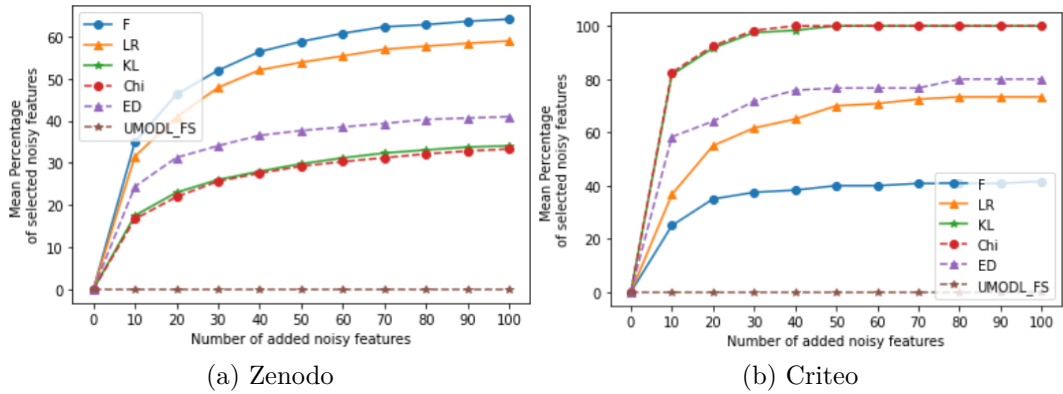 Mean Percentage
of selected noisy features
60
50
40
30
20
10
0
F
LR
KL
Chi
ED
UMODL_FS
0 10 20 30 40 50 60 70 80 90 100
Number of added noisy features
(a) Zenodo
Mean Percentage
of selected noisy features
100
80
60
40
20
0
F
LR
KL
Chi
ED
UMODL_FS
0 10 20 30 40 50 60 70 80 90 100
Number of added noisy features
(b) Criteo